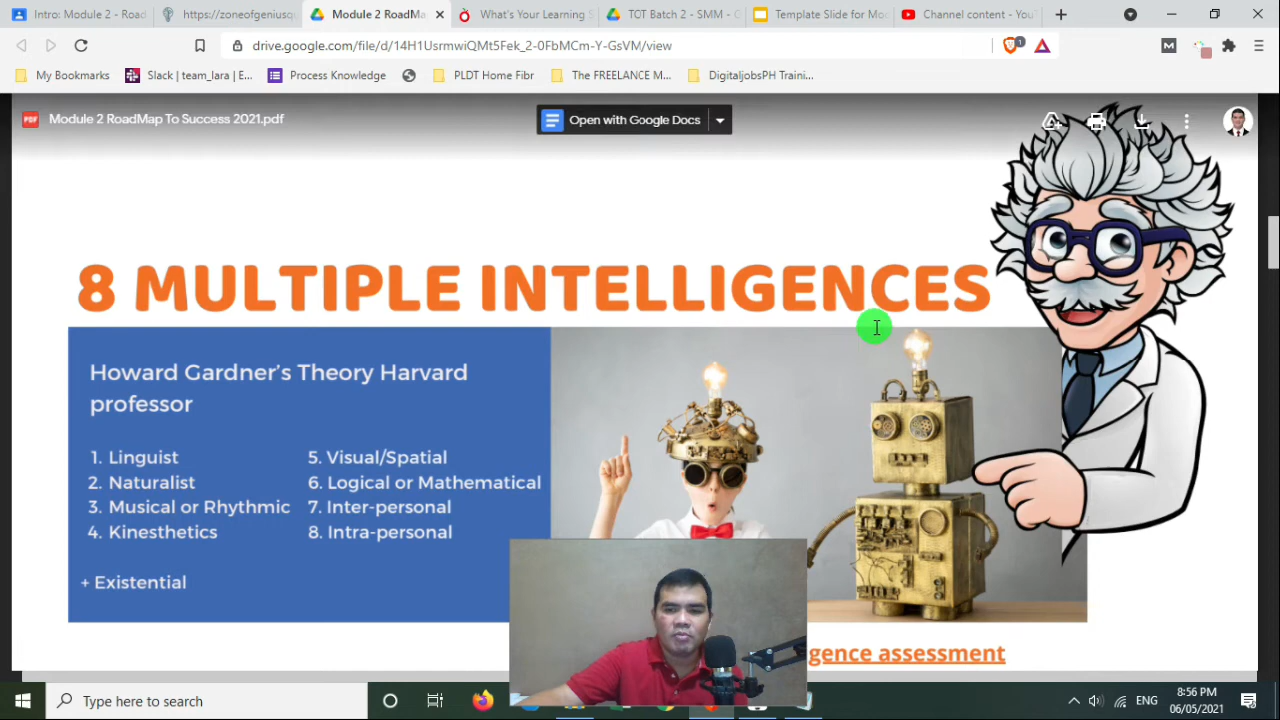 Intro: Module 2 - Road
https://zoneofgeniusqu
Module 2 RoadMap
What's Your Learning S
TOT Batch 2 - SMM - C
Template Slide for Mod
Channel content - You
drive.google.com/file/d/14H1UsrmwiQMt5Fek_2-0FbMCm-Y-GsVM/view
1
M
My Bookmarks
Slack | team_lara | E...
Process Knowledge
PLDT Home Fibr
The FREELANCE M...
DigitaljobsPH Traini...
PDF
Module 2 RoadMap To Success 2021.pdf
Open with Google Docs
8 MULTIPLE INTELLIGENCES
Howard Gardner's Theory Harvard
professor
1. Linguist
2. Naturalist
3. Musical or Rhythmic
4. Kinesthetics
5. Visual/Spatial
6. Logical or Mathematical
7. Inter-personal
8. Intra-personal
+ Existential
gence assessment
Type here to search
ENG
8:56 PM
06/05/2021